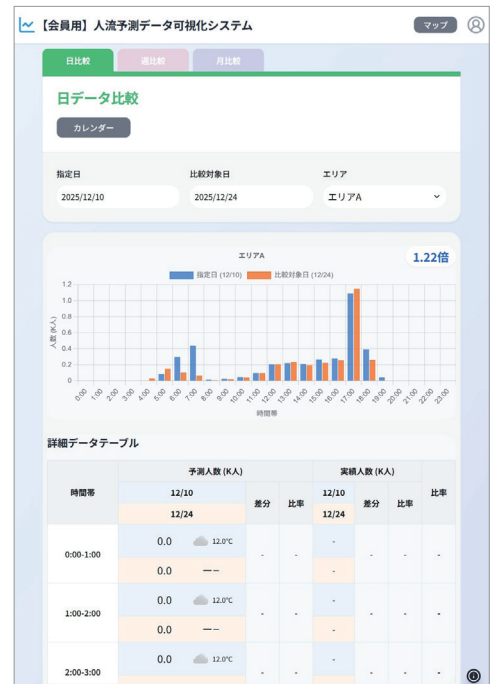 【会員用】人流予測データ可視化システム
マップ
日比較
週比較
月比較
日データ比較
カレンダー
指定日
比較対象日
エリア
2025/12/10
2025/12/24
エリアA
エリアA
1.22倍
指定日 (12/10)
比較対象日 (12/24)
人数 (K人)
1.2
1.0
0.8
0.6
0.4
0.2
0
0:00 1:00 2:00 3:00 4:00 5:00 6:00 7:00 8:00 9:00 10:00 11:00 12:00 13:00 14:00 15:00 16:00 17:00 18:00 19:00 20:00 21:00 22:00 23:00
時間帯
詳細データテーブル
時間帯
予測人数 (K人)
実績人数 (K人)
比率
12/10
12/24
差分
比率
12/10
12/24
差分
比率
0:00-1:00
0.0 12.0℃ - - - - - -
0.0 -- -
1:00-2:00
0.0 12.0℃ - - - - - -
0.0 -- -
2:00-3:00
0.0 12.0℃ - - - - - -